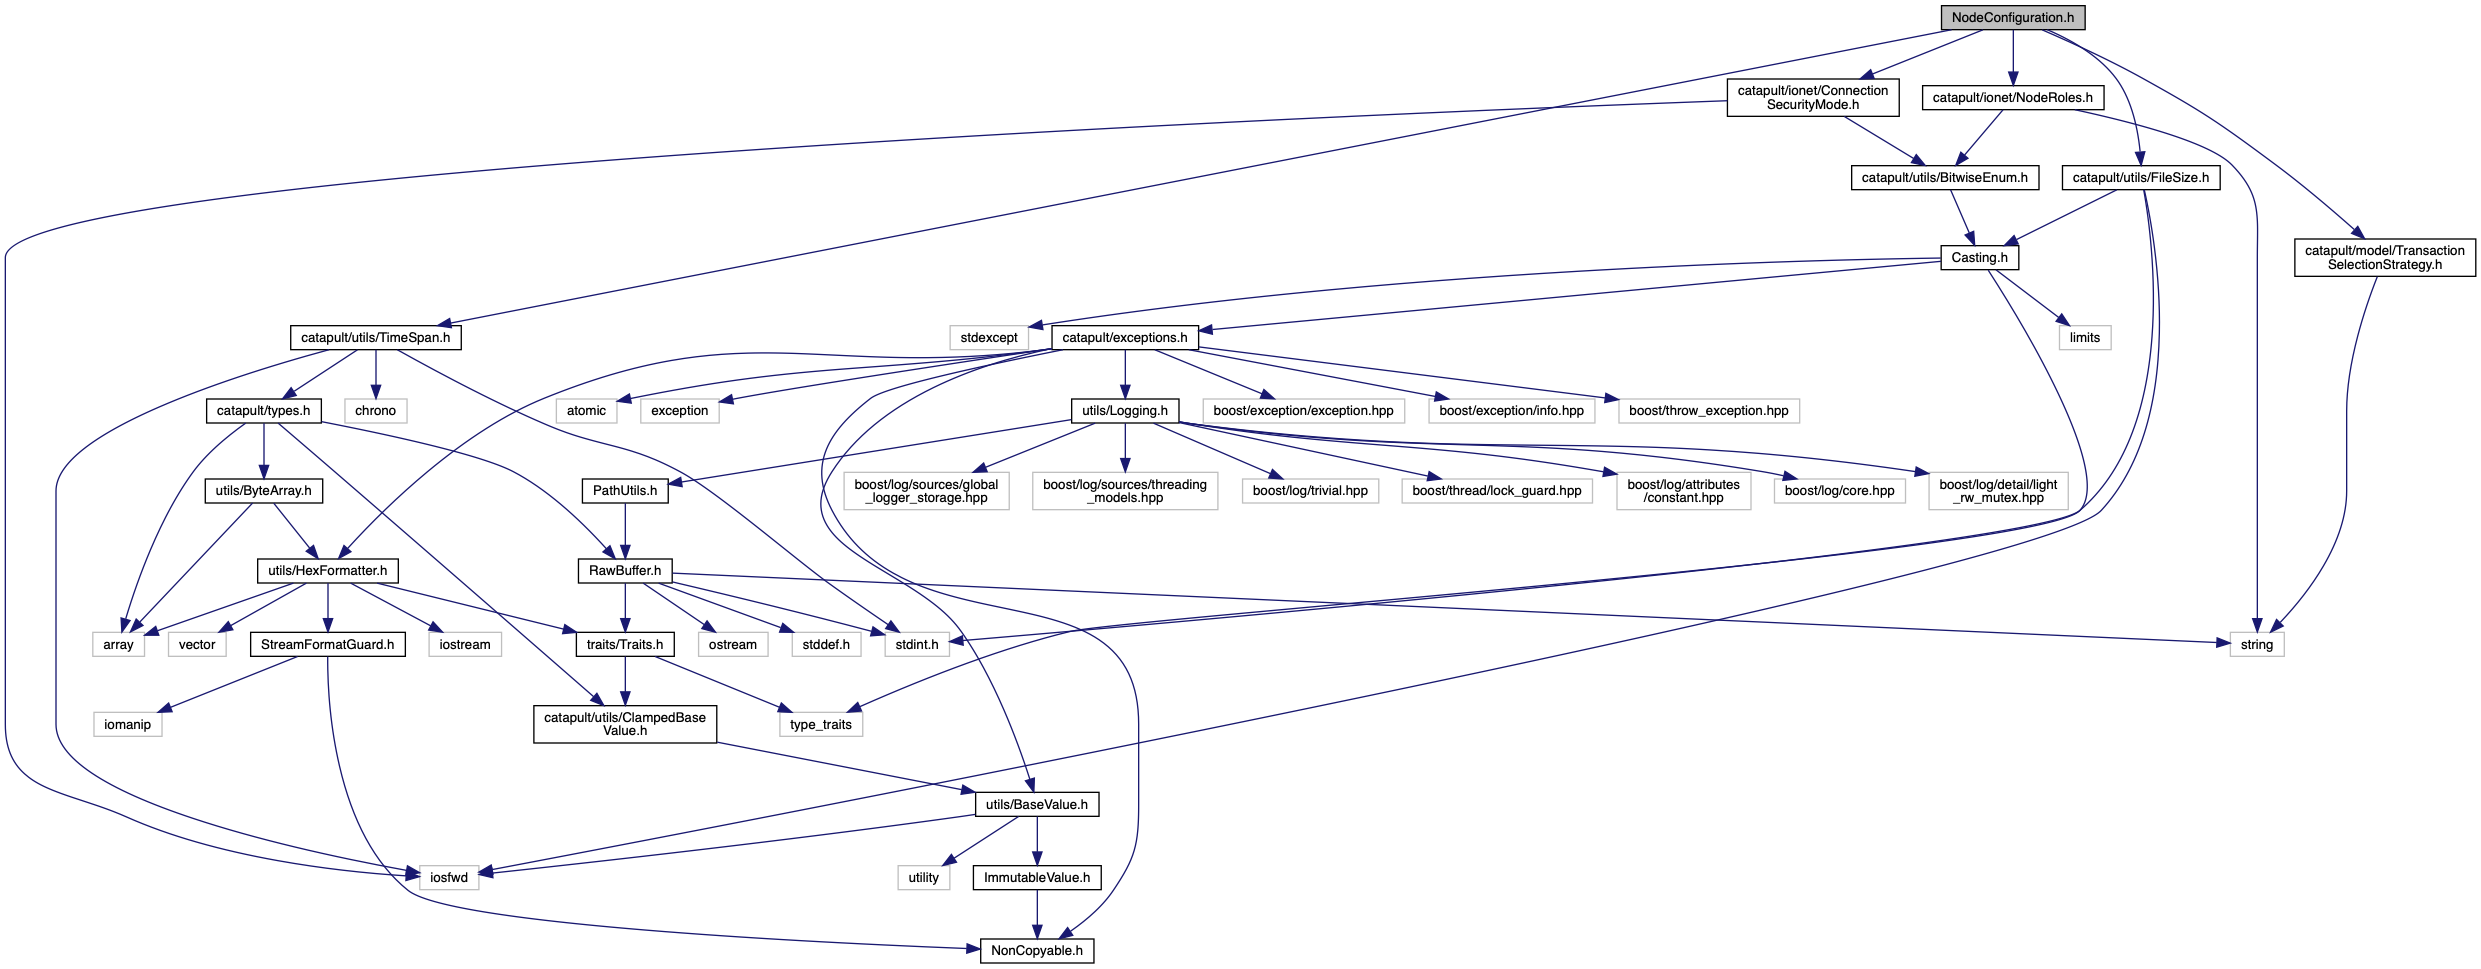 NodeConfiguration.h
catapult/ionet/Connection
SecurityMode.h
catapult/ionet/NodeRoles.h
catapult/utils/BitwiseEnum.h
catapult/utils/FileSize.h
Casting.h
catapult/model/Transaction
SelectionStrategy.h
catapult/utils/TimeSpan.h
stdexcept
catapult/exceptions.h
limits
catapult/types.h
chrono
atomic
exception
utils/Logging.h
boost/exception/exception.hpp
boost/exception/info.hpp
boost/throw_exception.hpp
utils/ByteArray.h
PathUtils.h
boost/log/sources/global
_logger_storage.hpp
boost/log/sources/threading
_models.hpp
boost/log/trivial.hpp
boost/thread/lock_guard.hpp
boost/log/attributes
/constant.hpp
boost/log/core.hpp
boost/log/detail/light
_rw_mutex.hpp
utils/HexFormatter.h
RawBuffer.h
array
vector
StreamFormatGuard.h
iostream
traits/Traits.h
ostream
stddef.h
stdint.h
string
iomanip
catapult/utils/ClampedBase
Value.h
type_traits
utils/BaseValue.h
iosfwd
utility
ImmutableValue.h
NonCopyable.h